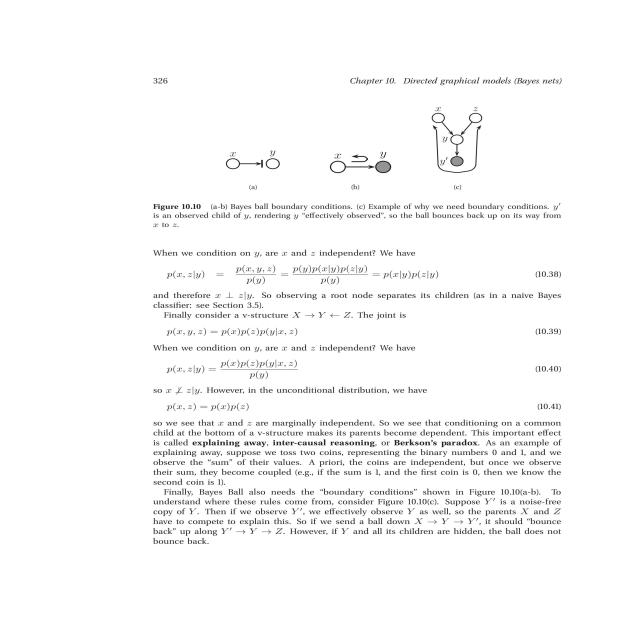 326 Chapter 10. Directed graphical models (Bayes nets)
x z
x y x y y
y′
(a) (b) (c)
Figure 10.10 (a-b) Bayes ball boundary conditions. (c) Example of why we need boundary conditions. y′
is an observed child of y, rendering y “effectively observed”, so the ball bounces back up on its way from
x to z.
When we condition on y, are x and z independent? We have
p(x, z|y) = p(x, y, z)/p(y) = p(y)p(x|y)p(z|y)/p(y) = p(x|y)p(z|y) (10.38)
and therefore x ⊥ z|y. So observing a root node separates its children (as in a naive Bayes
classifier: see Section 3.5).
Finally consider a v-structure X → Y ← Z. The joint is
p(x, y, z) = p(x)p(z)p(y|x, z) (10.39)
When we condition on y, are x and z independent? We have
p(x, z|y) = p(x)p(z)p(y|x, z)/p(y) (10.40)
so x ⊥̸ z|y. However, in the unconditional distribution, we have
p(x, z) = p(x)p(z) (10.41)
so we see that x and z are marginally independent. So we see that conditioning on a common
child at the bottom of a v-structure makes its parents become dependent. This important effect
is called explaining away, inter-causal reasoning, or Berkson’s paradox. As an example of
explaining away, suppose we toss two coins, representing the binary numbers 0 and 1, and we
observe the “sum” of their values. A priori, the coins are independent, but once we observe
their sum, they become coupled (e.g., if the sum is 1, and the first coin is 0, then we know the
second coin is 1).
Finally, Bayes Ball also needs the “boundary conditions” shown in Figure 10.10(a-b). To
understand where these rules come from, consider Figure 10.10(c). Suppose Y′ is a noise-free
copy of Y. Then if we observe Y′, we effectively observe Y as well, so the parents X and Z
have to compete to explain this. So if we send a ball down X → Y → Y′, it should “bounce
back” up along Y′ → Y → Z. However, if Y and all its children are hidden, the ball does not
bounce back.